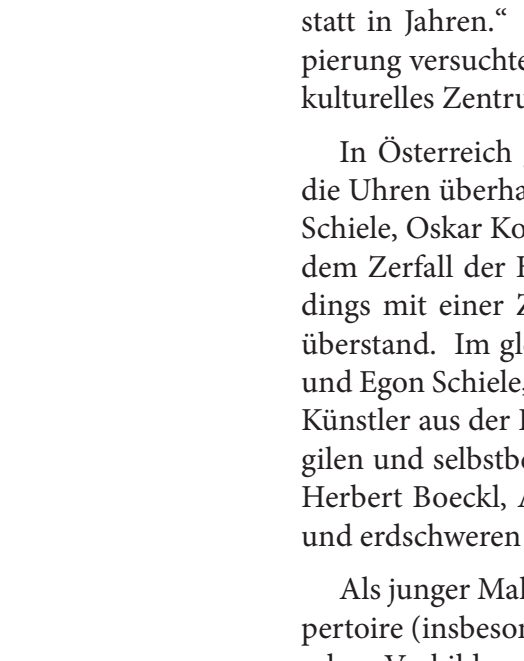 statt in Jahren.“
pierung versuchte
kulturelles Zentru
In Österreich
die Uhren überha
Schiele, Oskar Ko
dem Zerfall der
dings mit einer
überstand. Im gl
und Egon Schiele,
Künstler aus der
gilen und selbstb
Herbert Boeckl,
und erdschweren
Als junger Mal
pertoire (insbeson